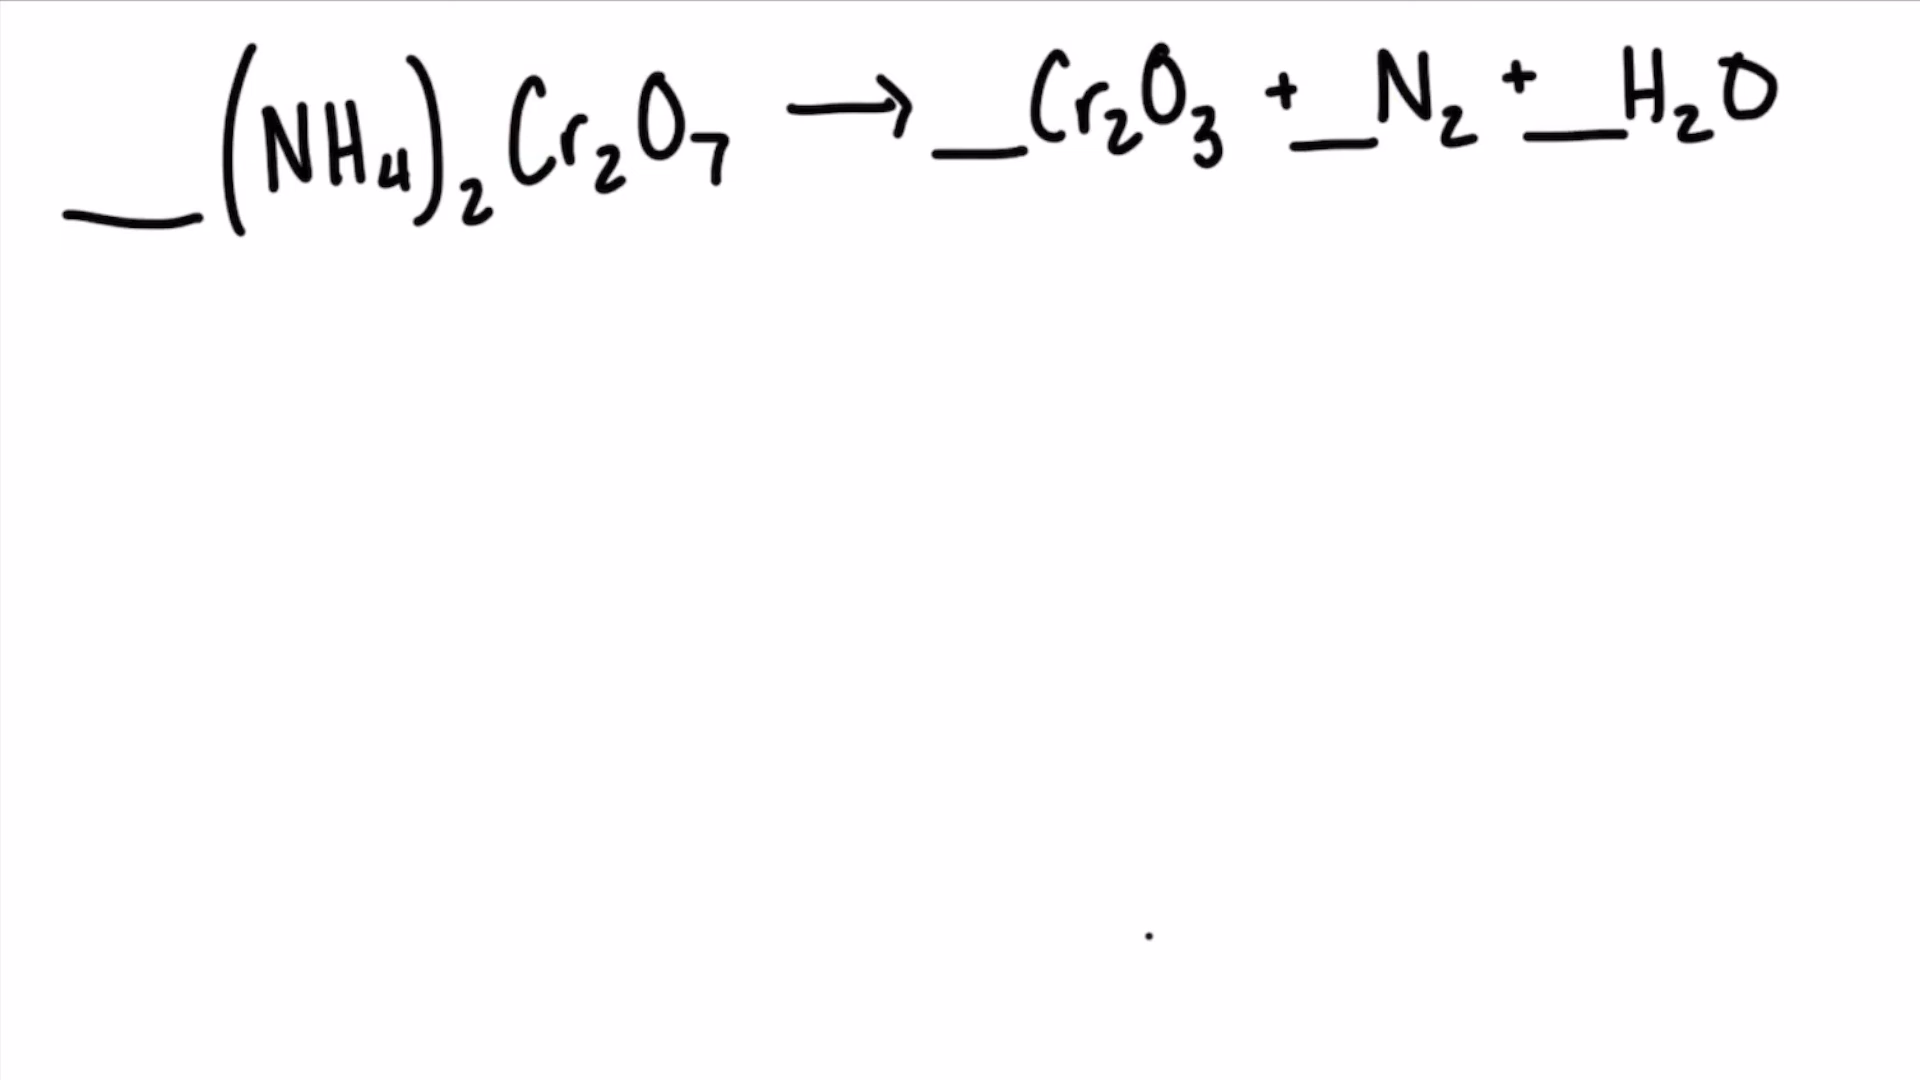 __(NH₄)₂Cr₂O₇ → __Cr₂O₃ + __N₂ + __H₂O